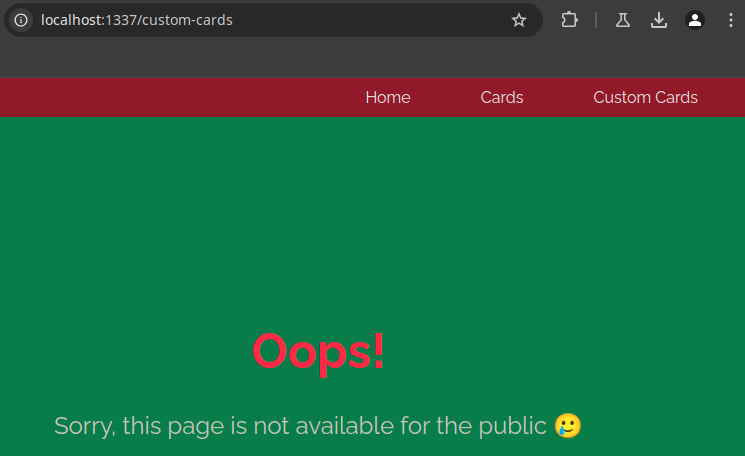 localhost:1337/custom-cards
Home Cards Custom Cards
Oops!
Sorry, this page is not available for the public 🥲